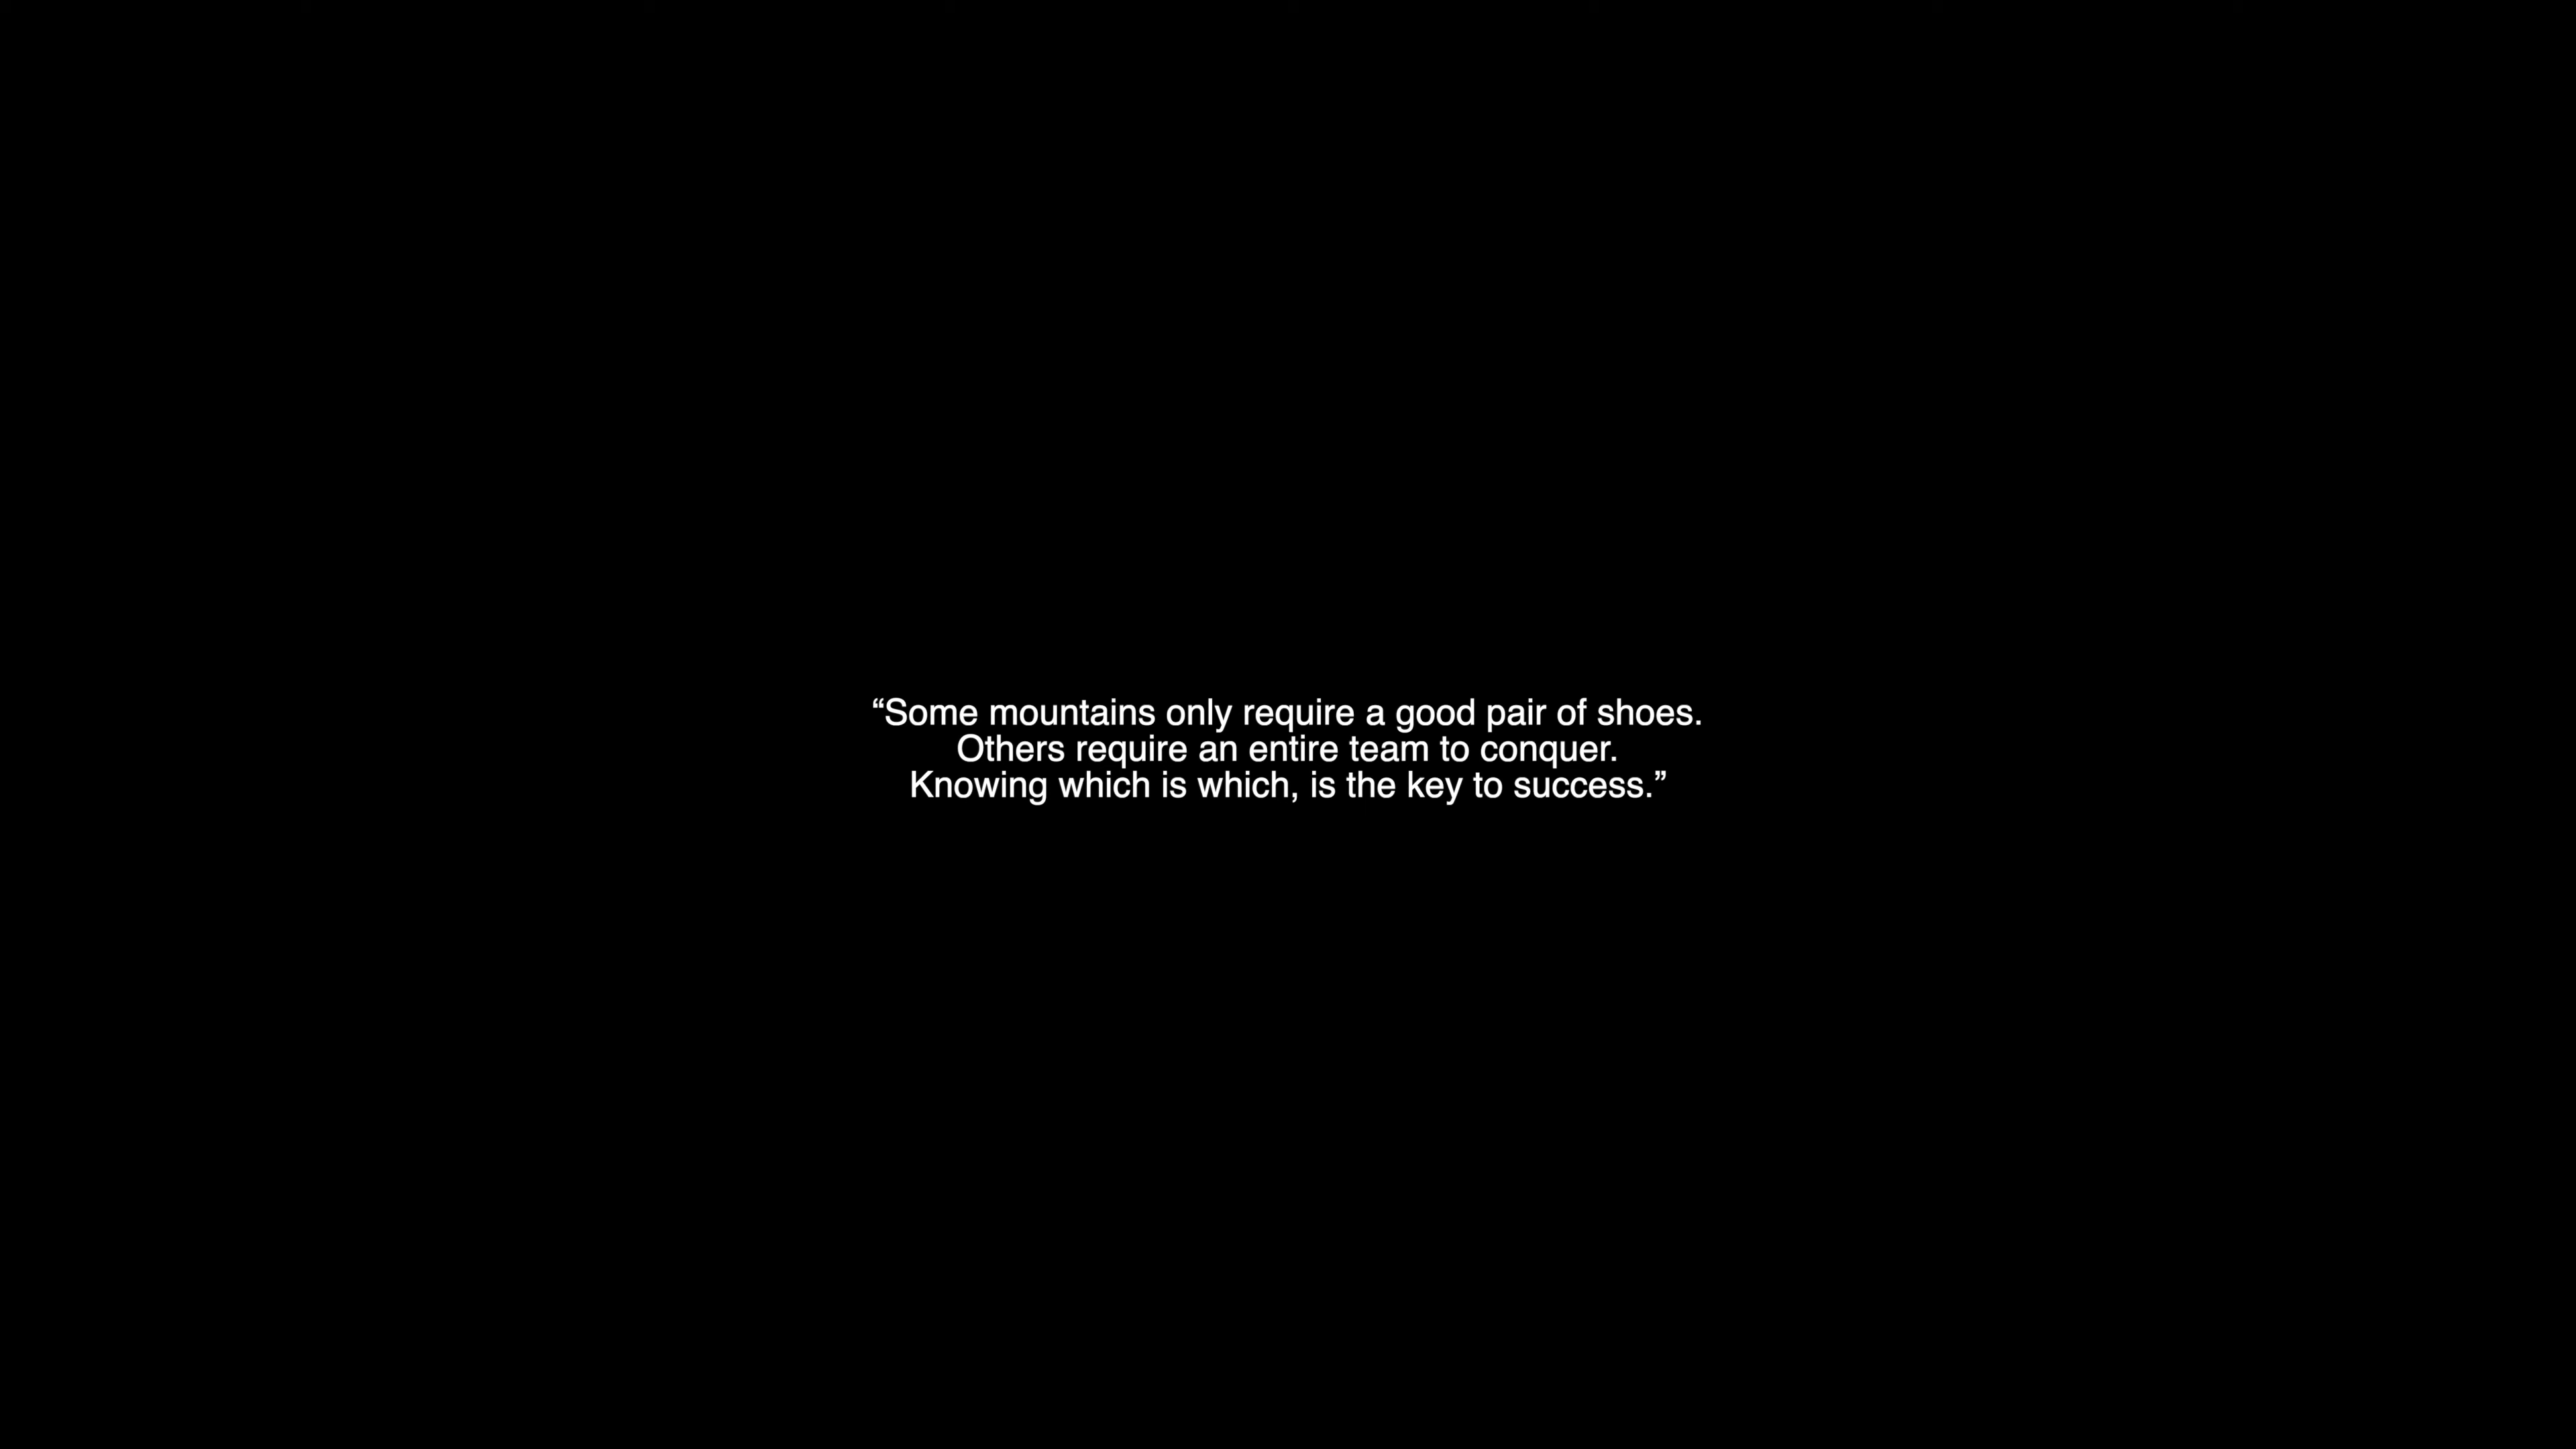 “Some mountains only require a good pair of shoes.
Others require an entire team to conquer.
Knowing which is which, is the key to success.”